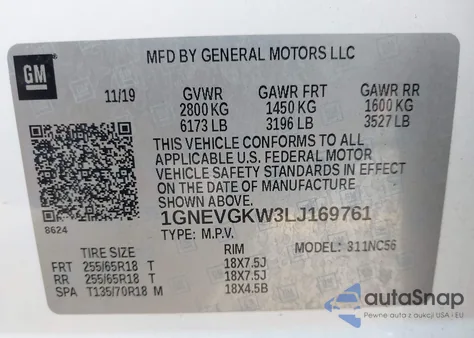 GM
MFD BY GENERAL MOTORS LLC
11/19 GVWR GAWR FRT GAWR RR
2800 KG 1450 KG 1600 KG
6173 LB 3196 LB 3527 LB
THIS VEHICLE CONFORMS TO ALL
APPLICABLE U.S. FEDERAL MOTOR
VEHICLE SAFETY STANDARDS IN EFFECT
ON THE DATE OF MANUFACTURE
SHOWN ABOVE.
1GNEVGKW3LJ169761
8624 TYPE: M.P.V. MODEL: 311NC56
TIRE SIZE RIM
FRT 255/65R18 T 18X7.5J
RR 255/65R18 T 18X7.5J
SPA T135/70R18 M 18X4.5B
autoSnap
Pewne auta z aukcji USA i EU